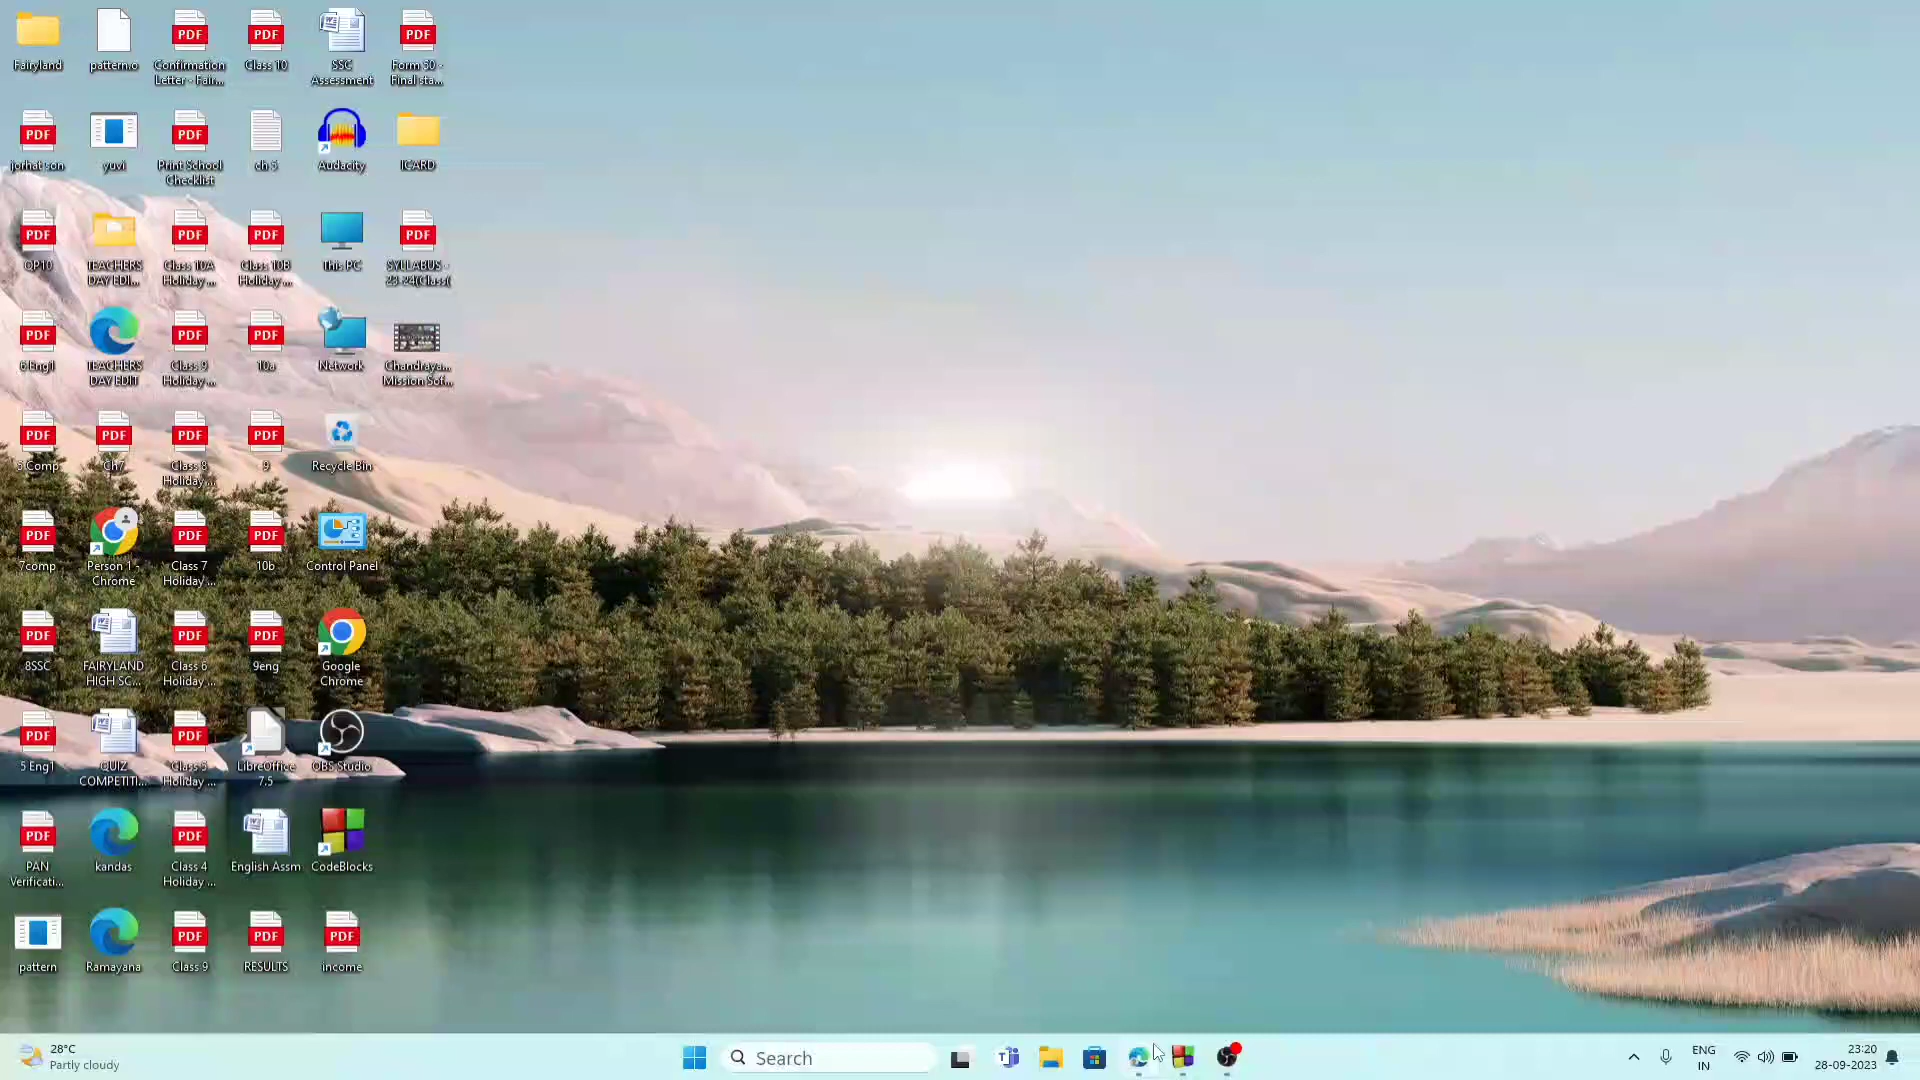 Fairyland
pattern.o
Confirmation
Letter - Fair...
Class 10
SSC
Assessment
Form 30 -
Final sta...
jorhat son
yuvi
Print School
Checklist
ch 5
Audacity
ICARD
QP10
TEACHERS
DAY EDI...
Class 10A
Holiday ...
Class 10B
Holiday ...
This PC
SYLLABUS -
23-24(Class(
6 Eng1
TEACHERS
DAY EDIT
Class 9
Holiday ...
10a
Network
Chandraya...
Mission Sof...
5 Comp
Ch7
Class 8
Holiday ...
9
Recycle Bin
7comp
Person 1 -
Chrome
Class 7
Holiday ...
10b
Control Panel
8SSC
FAIRYLAND
HIGH SC...
Class 6
Holiday ...
9eng
Google
Chrome
5 Eng1
QUIZ
COMPETITI...
Class 5
Holiday ...
LibreOffice
7.5
OBS Studio
PAN
Verificati...
kandas
Class 4
Holiday ...
English Assm
CodeBlocks
pattern
Ramayana
Class 9
RESULTS
income
28°C
Partly cloudy
Search
ENG
IN
23:20
28-09-2023